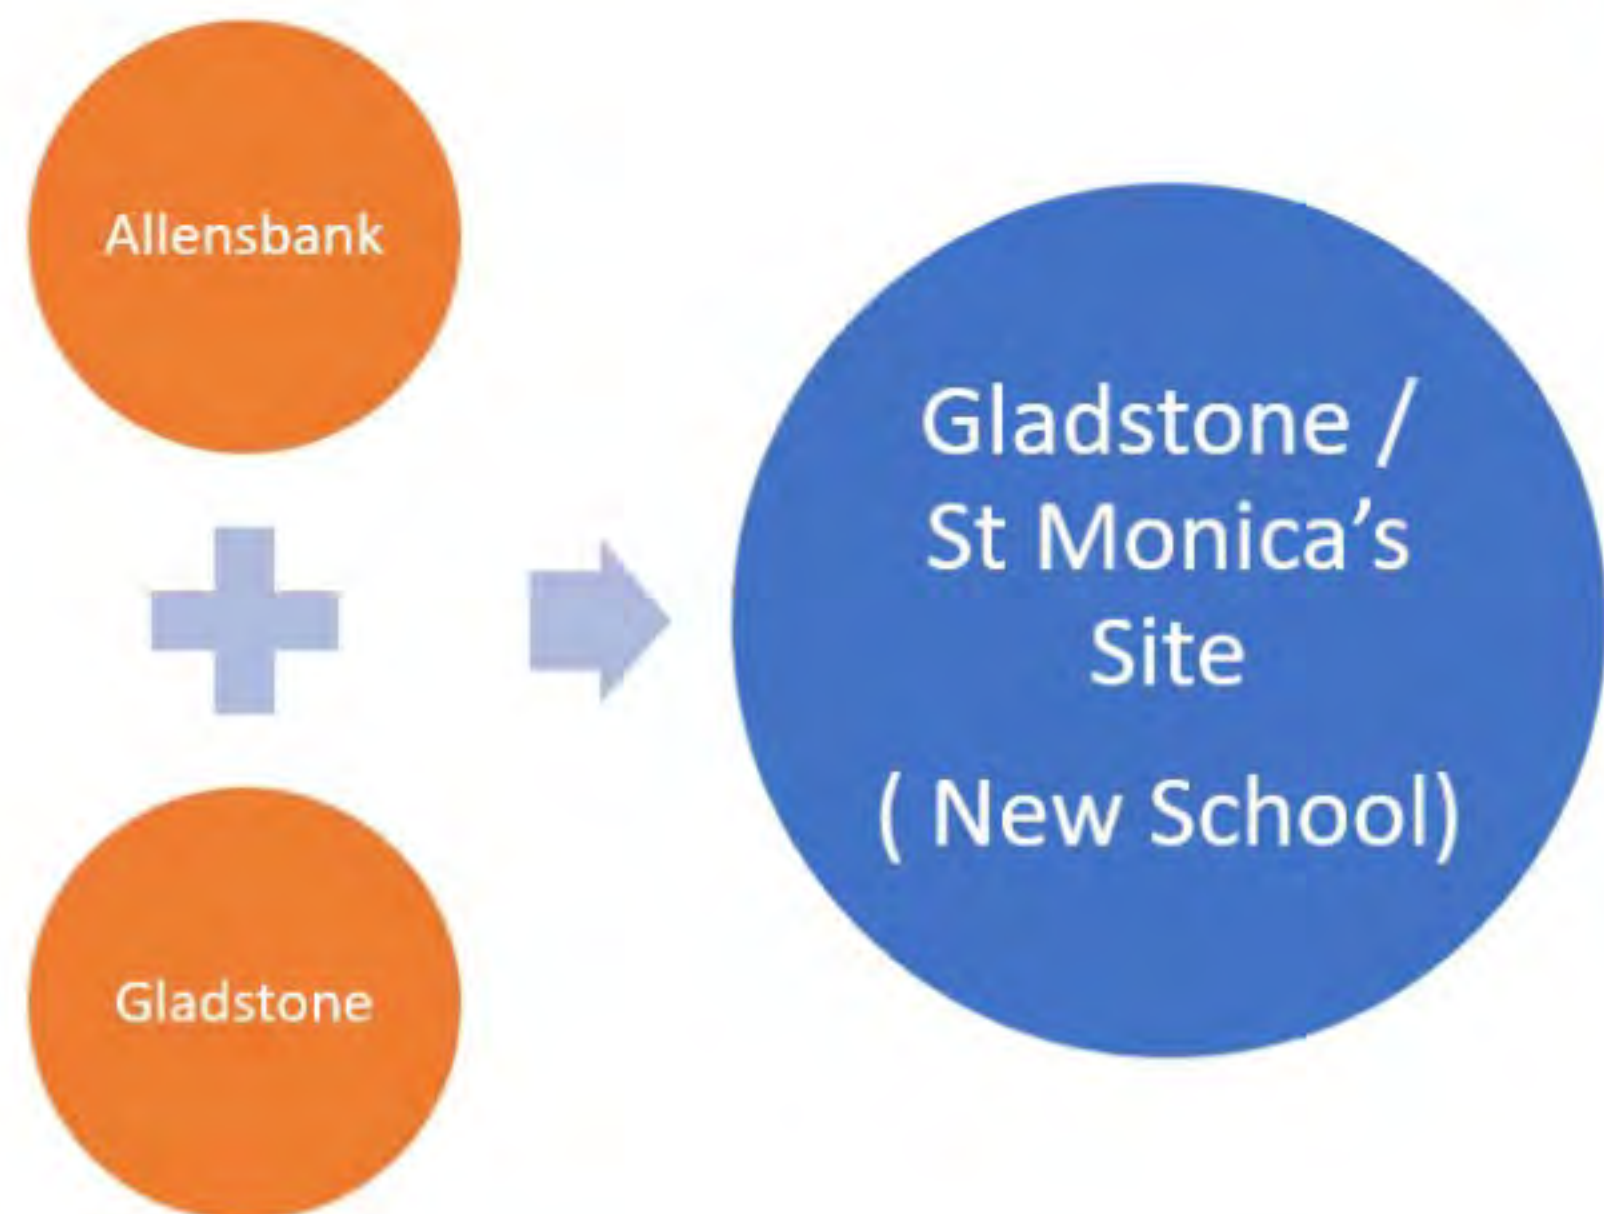 Allensbank
Gladstone
Gladstone /
St Monica’s
Site
( New School)